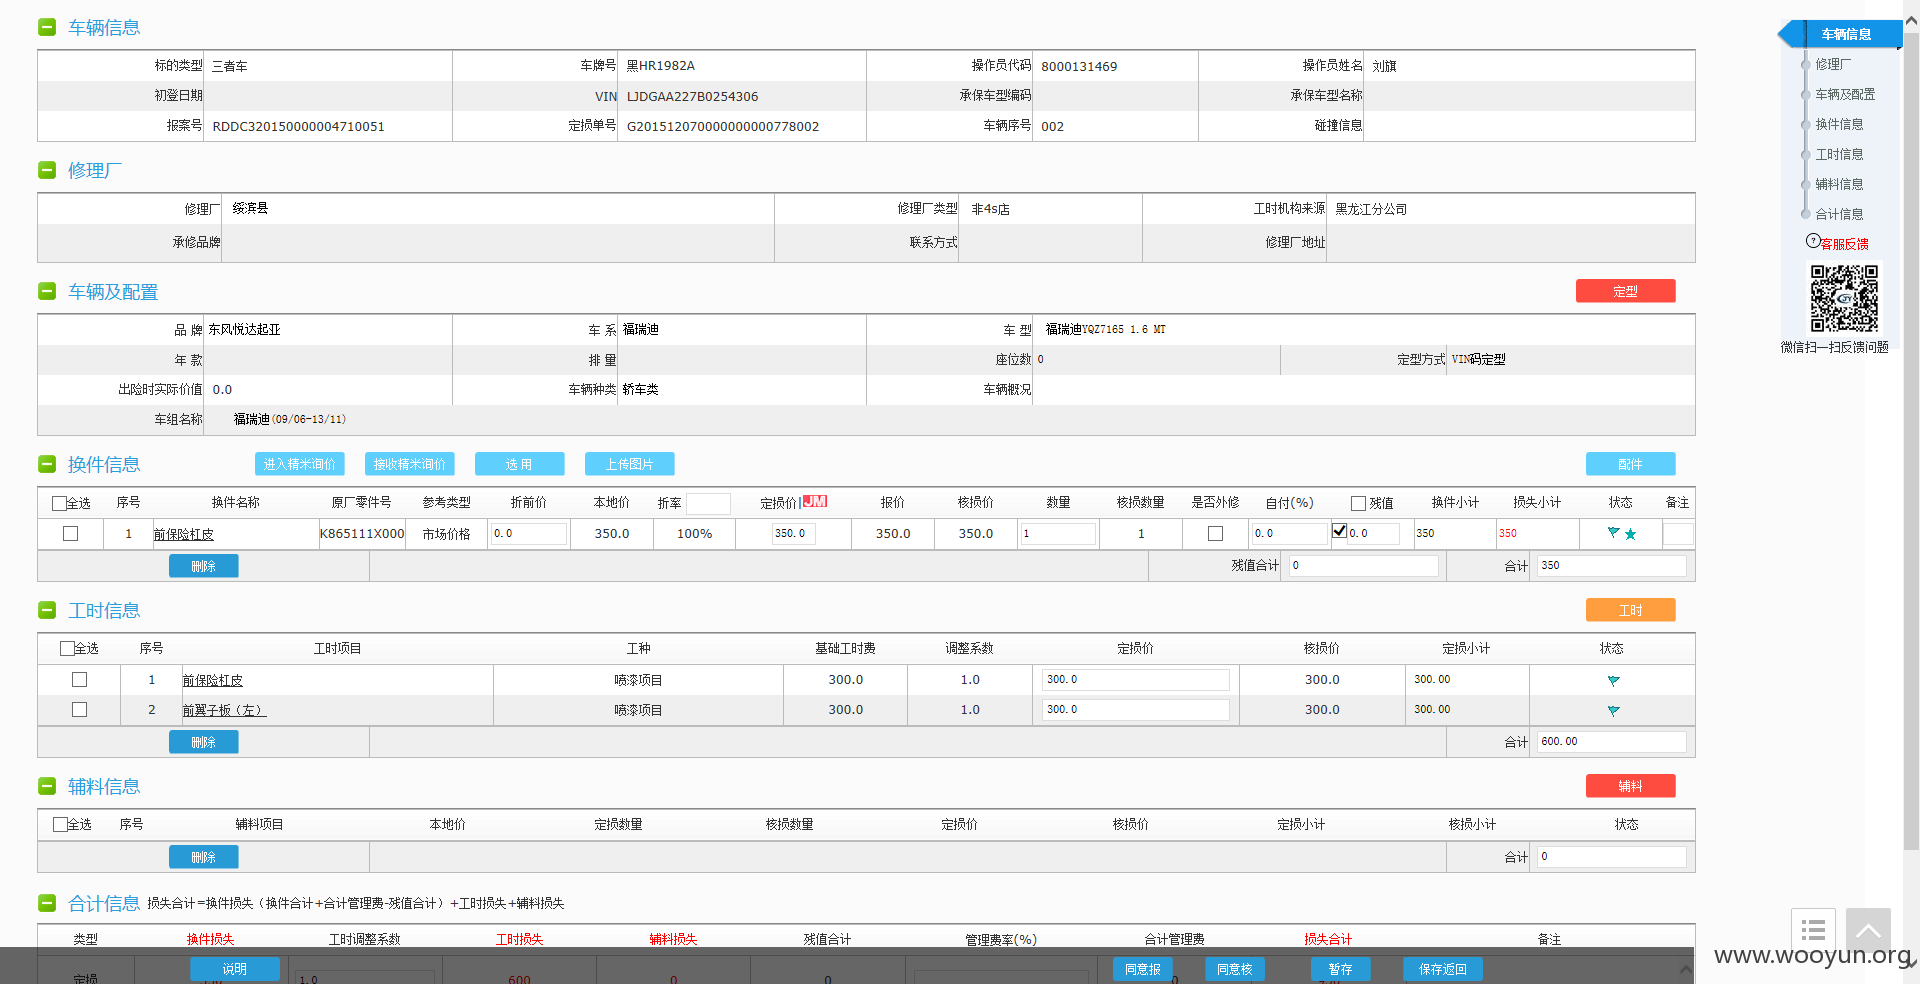 车辆信息
标的类型 三者车 车牌号 黑HR1982A 操作员代码 8000131469 操作员姓名 刘旗
初登日期 VIN LJDGAA227B0254306 承保车型编码 承保车型名称
报案号 RDDC320150000004710051 定损单号 G201512070000000000778002 车辆序号 002 碰撞信息
修理厂
修理厂 绥滨县 修理厂类型 非4s店 工时机构来源 黑龙江分公司
承修品牌 联系方式 修理厂地址
车辆及配置 定型
品 牌 东风悦达起亚 车 系 福瑞迪 车 型 福瑞迪YQZ7165 1.6 MT
年 款 排 量 座位数 0 定型方式 VIN码定型
出险时实际价值 0.0 车辆种类 轿车类 车辆概况
车组名称 福瑞迪(09/06-13/11)
换件信息 进入精米询价 接收精米询价 选 用 上传图片 配件
全选 序号 换件名称 原厂零件号 参考类型 折前价 本地价 折率 定损价|JM 报价 核损价 数量 核损数量 是否外修 自付(%) 残值 换件小计 损失小计 状态 备注
1 前保险杠皮 K865111X000 市场价格 0.0 350.0 100% 350.0 350.0 350.0 1 1 0.0 0.0 350 350
删除 残值合计 0 合计 350
工时信息 工时
全选 序号 工时项目 工种 基础工时费 调整系数 定损价 核损价 定损小计 状态
1 前保险杠皮 喷漆项目 300.0 1.0 300.0 300.0 300.00
2 前翼子板（左） 喷漆项目 300.0 1.0 300.0 300.0 300.00
删除 合计 600.00
辅料信息 辅料
全选 序号 辅料项目 本地价 定损数量 核损数量 定损价 核损价 定损小计 核损小计 状态
删除 合计 0
合计信息 损失合计=换件损失（换件合计+合计管理费-残值合计）+工时损失+辅料损失
类型 换件损失 工时调整系数 工时损失 辅料损失 残值合计 管理费率(%) 合计管理费 损失合计 备注
定损 1.0 600 0 0 0
说明 同意报 同意核 暂存 保存返回
车辆信息
修理厂
车辆及配置
换件信息
工时信息
辅料信息
合计信息
?客服反馈
微信扫一扫反馈问题
www.wooyun.org